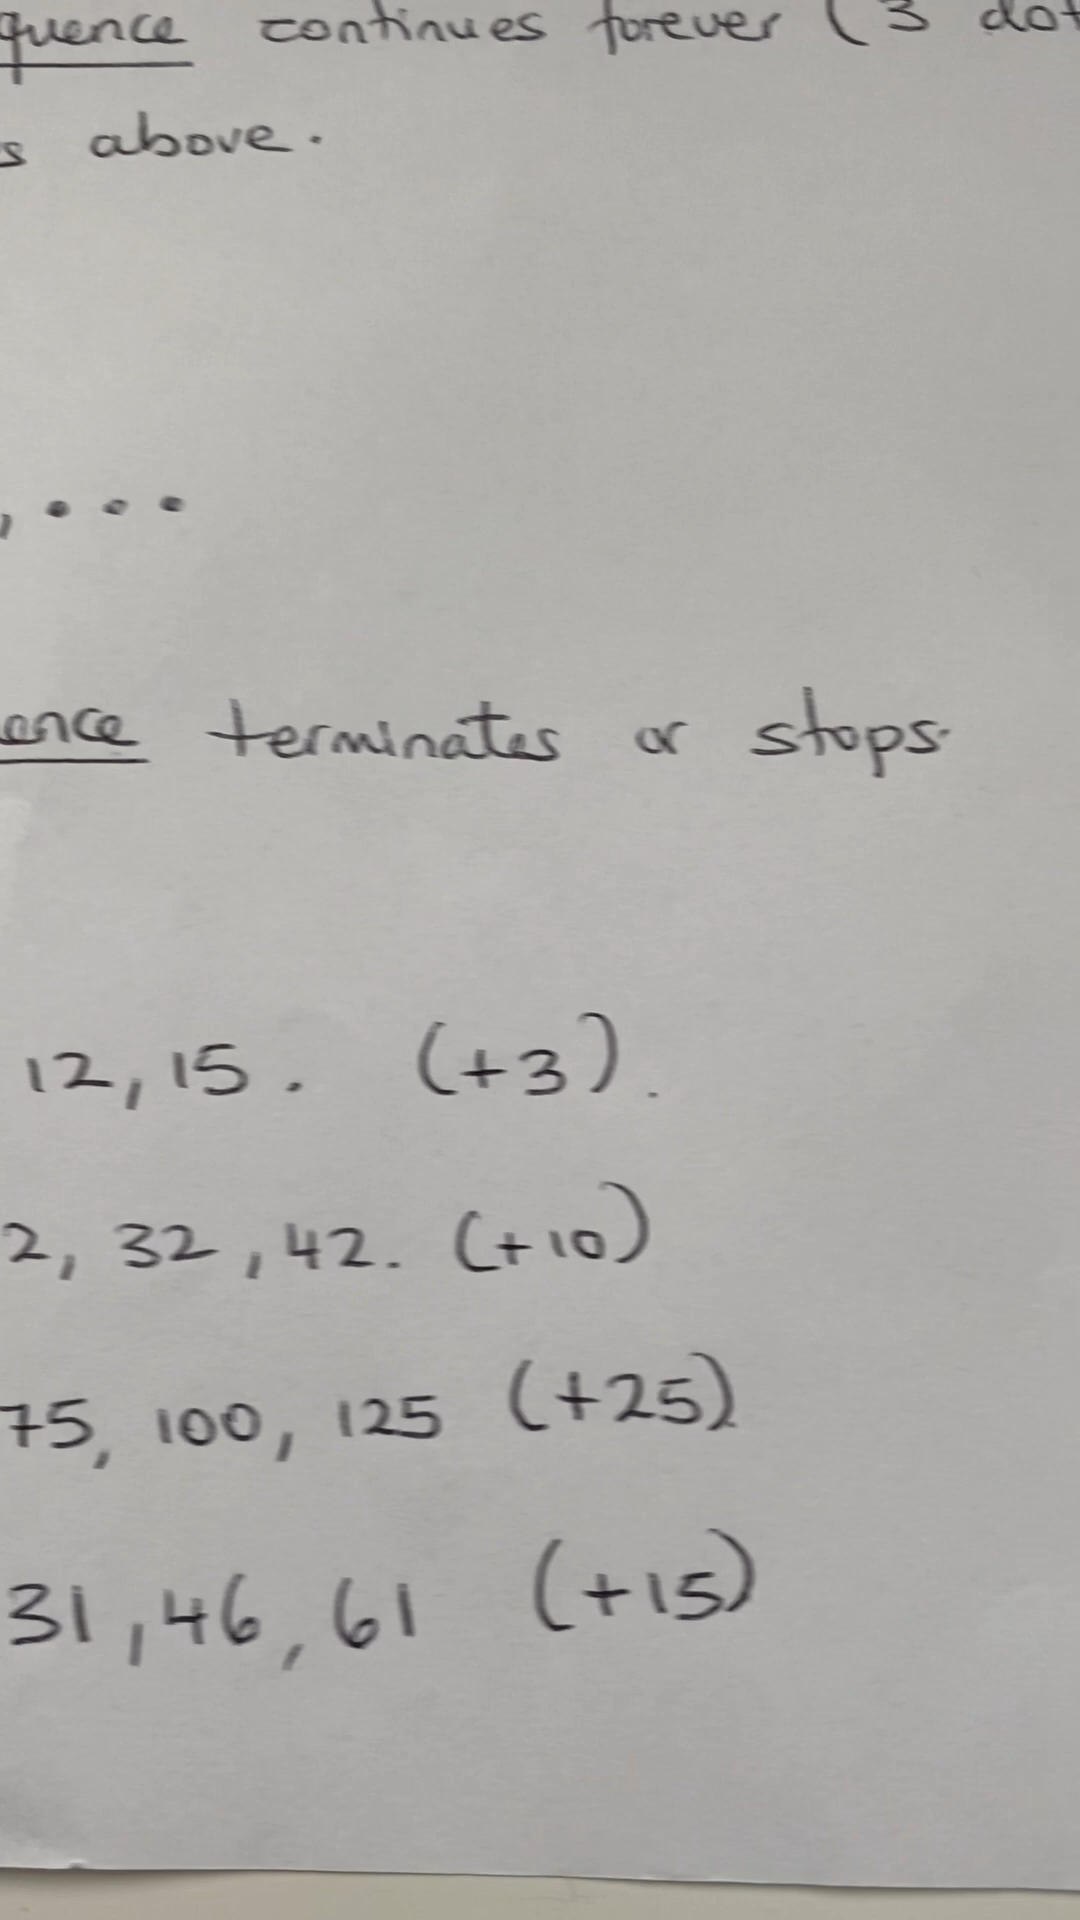 quence continues forever ( 3 dot
s above.
, ...
ence terminates or stops.
12, 15. (+3).
2, 32, 42. (+10)
75, 100, 125 (+25)
31, 46, 61 (+15)